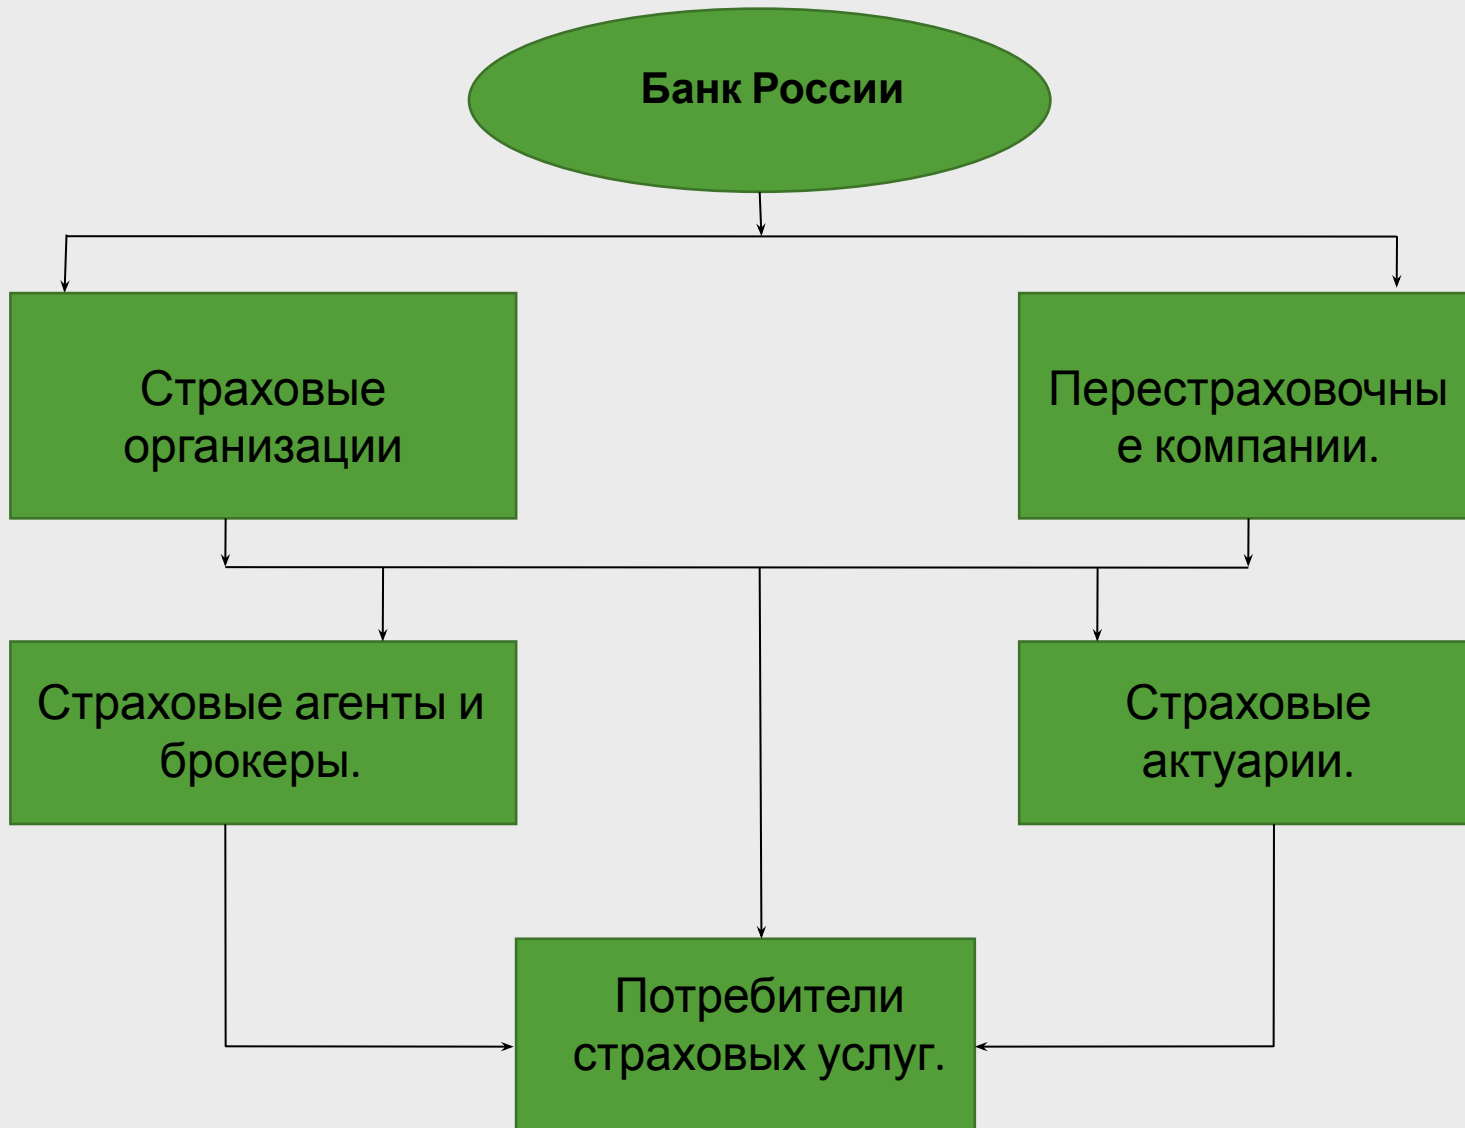 Банк России
Страховые
организации
Перестраховочны
е компании.
Страховые агенты и
брокеры.
Страховые
актуарии.
Потребители
страховых услуг.